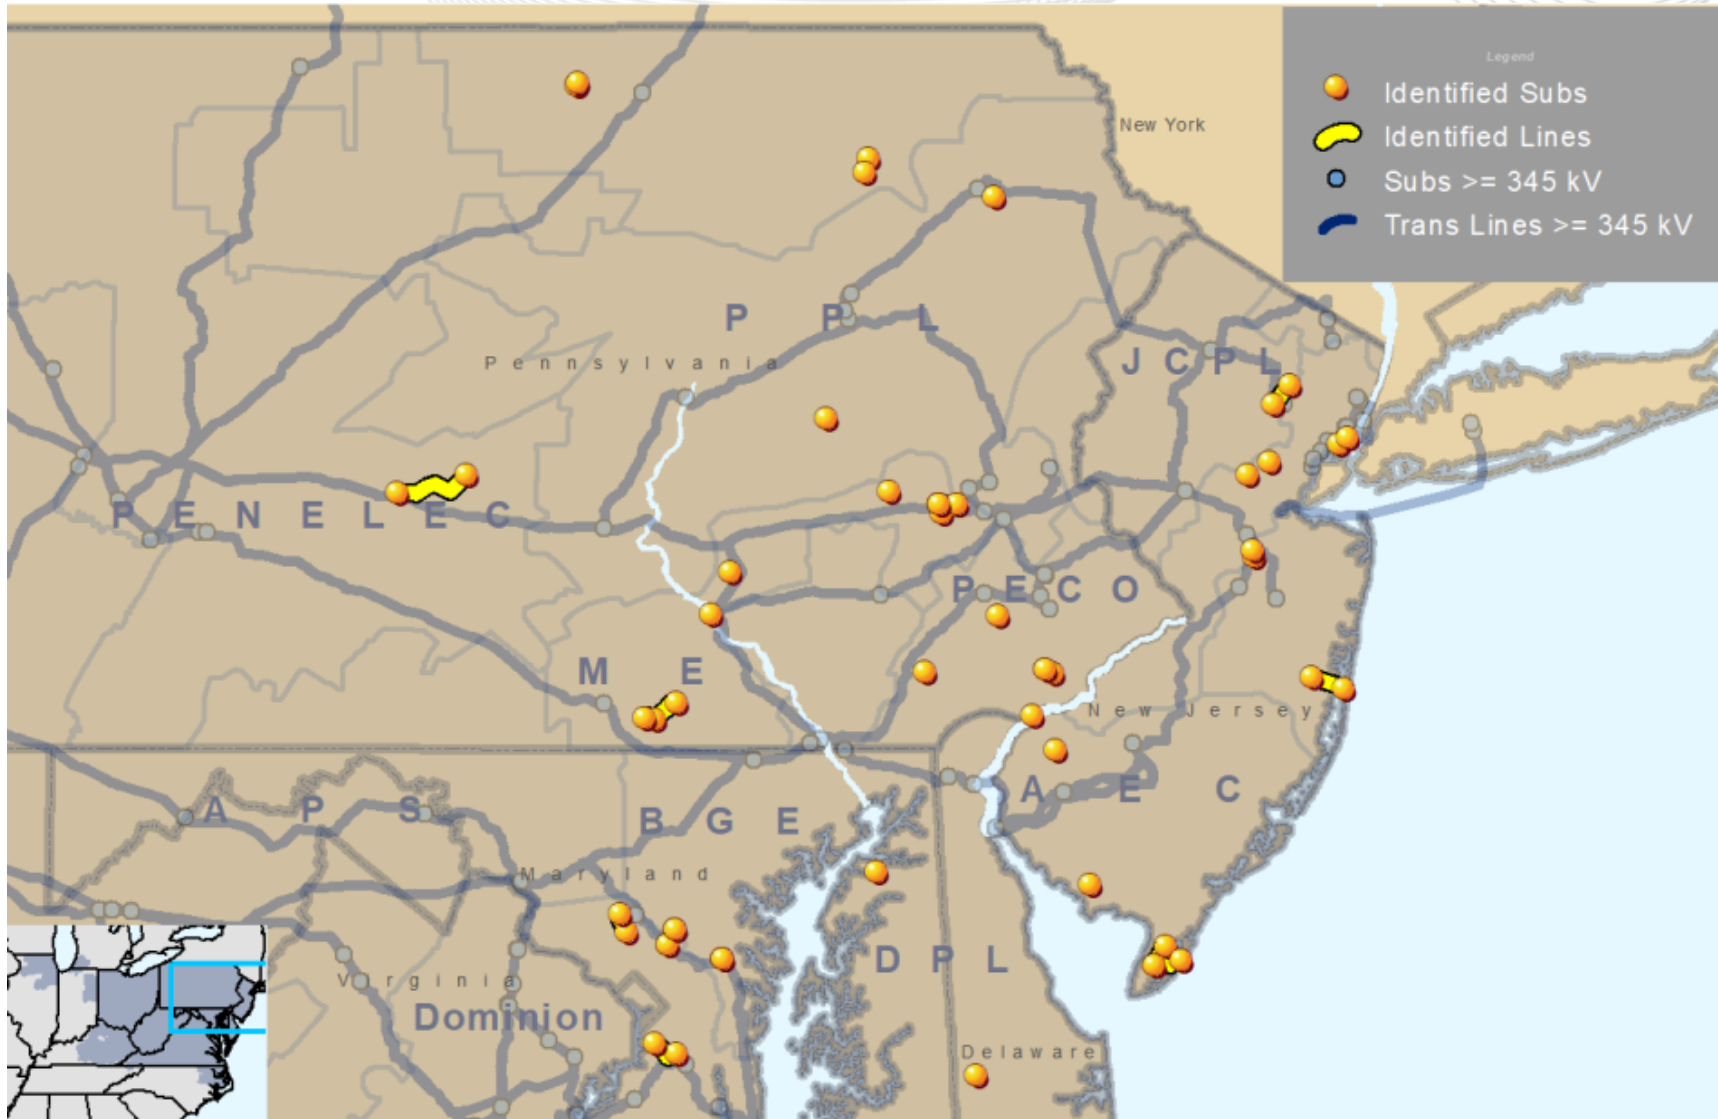 Legend
Identified Subs
Identified Lines
Subs >= 345 kV
Trans Lines >= 345 kV
New York
P P L
Pennsylvania
J C P L
P E N E L E C
P E C O
M E
New Jersey
A E C
A P S
B G E
Maryland
D P L
Virginia
Dominion
Delaware